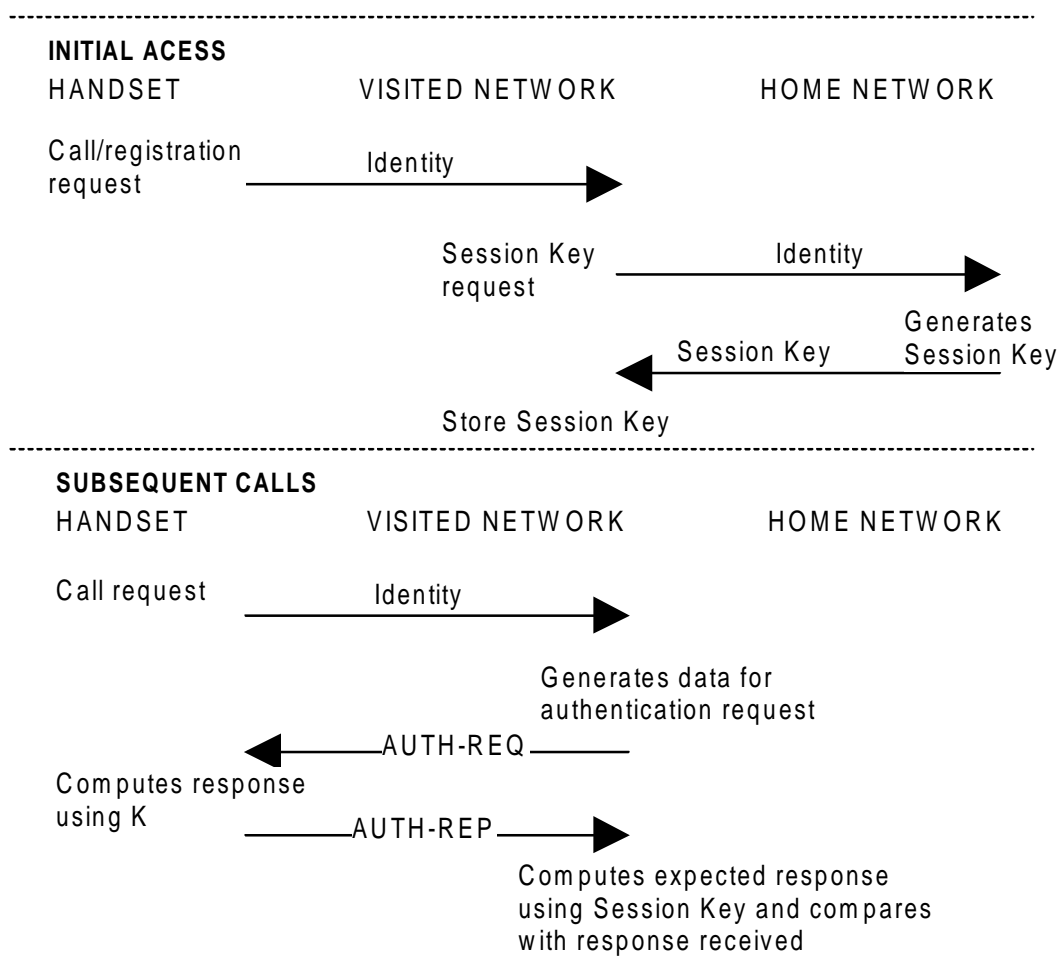 INITIAL ACESS
HANDSET VISITED NETWORK HOME NETWORK
Call/registration
request
Identity
Session Key
request
Identity
Generates
Session Key
Session Key
Store Session Key
SUBSEQUENT CALLS
HANDSET VISITED NETWORK HOME NETWORK
Call request
Identity
Generates data for
authentication request
AUTH-REQ
Computes response
using K
AUTH-REP
Computes expected response
using Session Key and compares
with response received